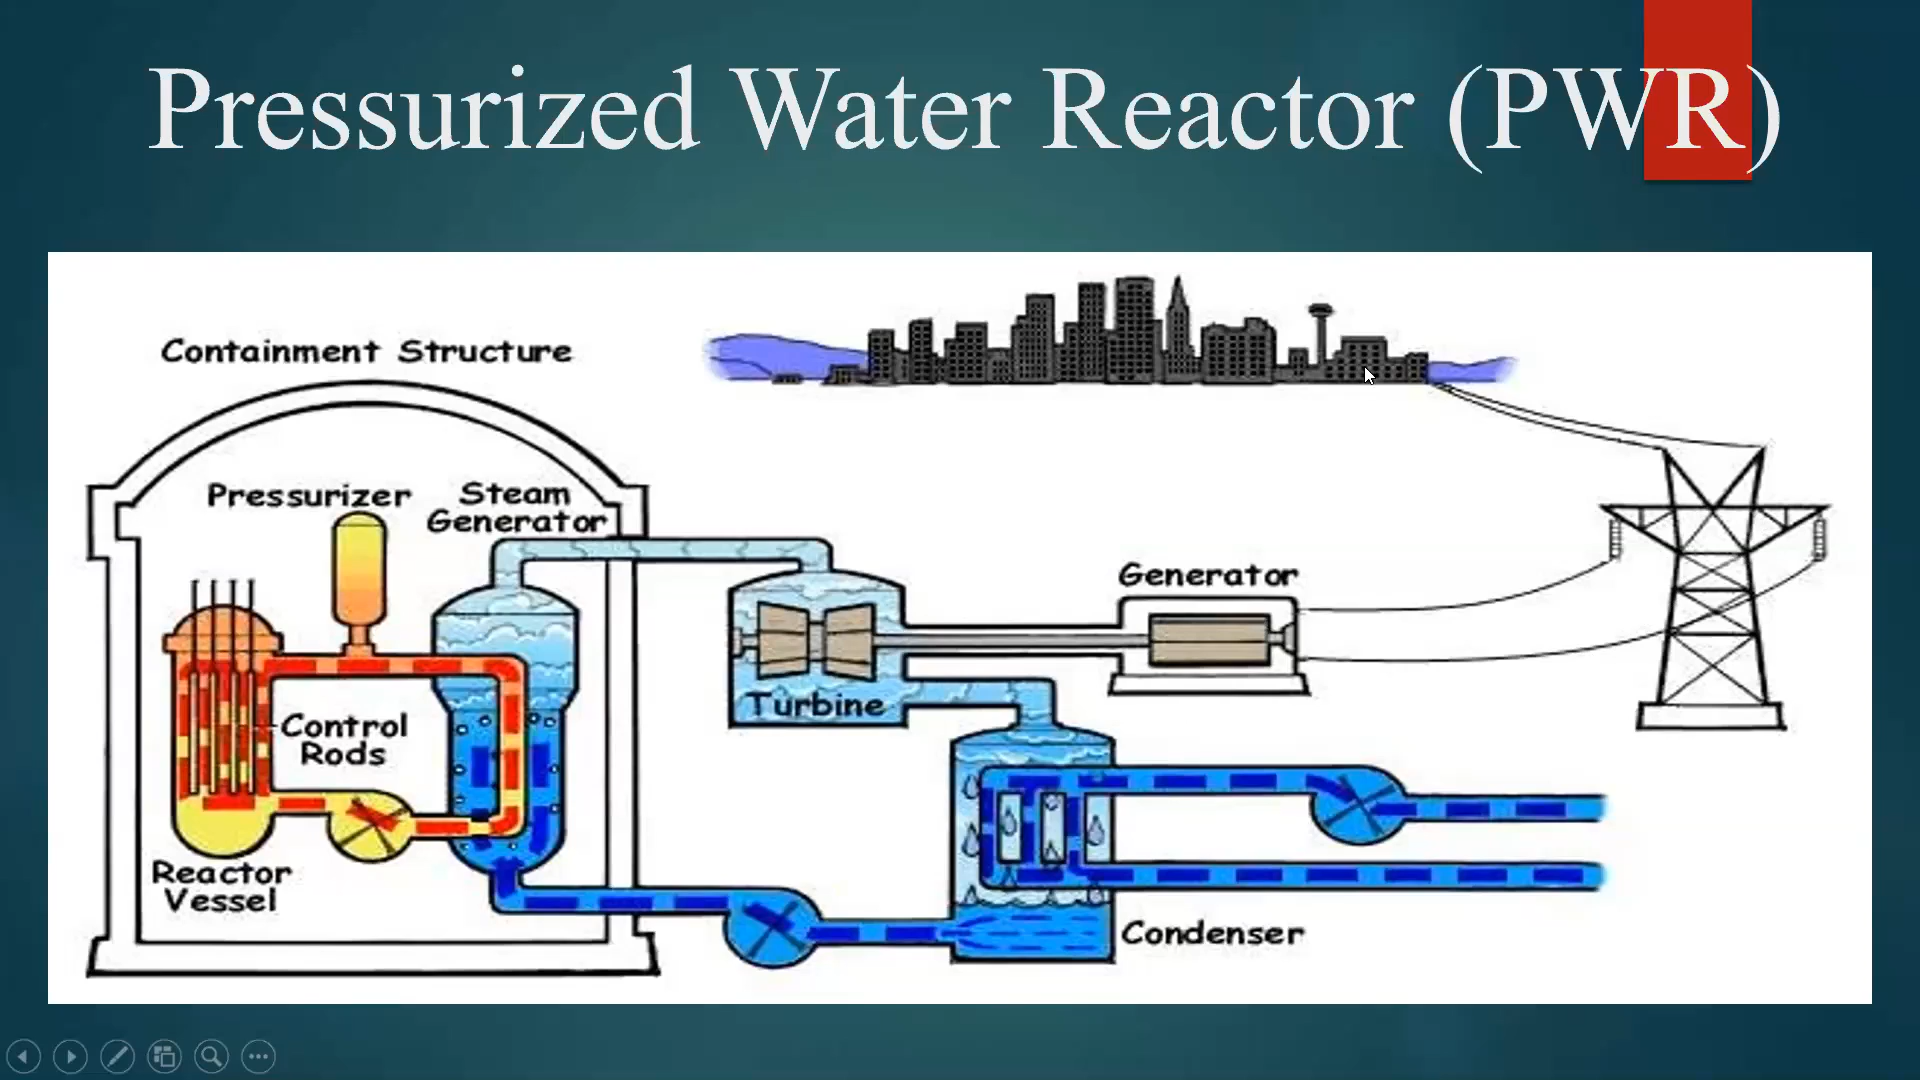 Pressurized Water Reactor (PWR)
Containment Structure
Pressurizer
Steam
Generator
Control
Rods
Reactor
Vessel
Turbine
Generator
Condenser